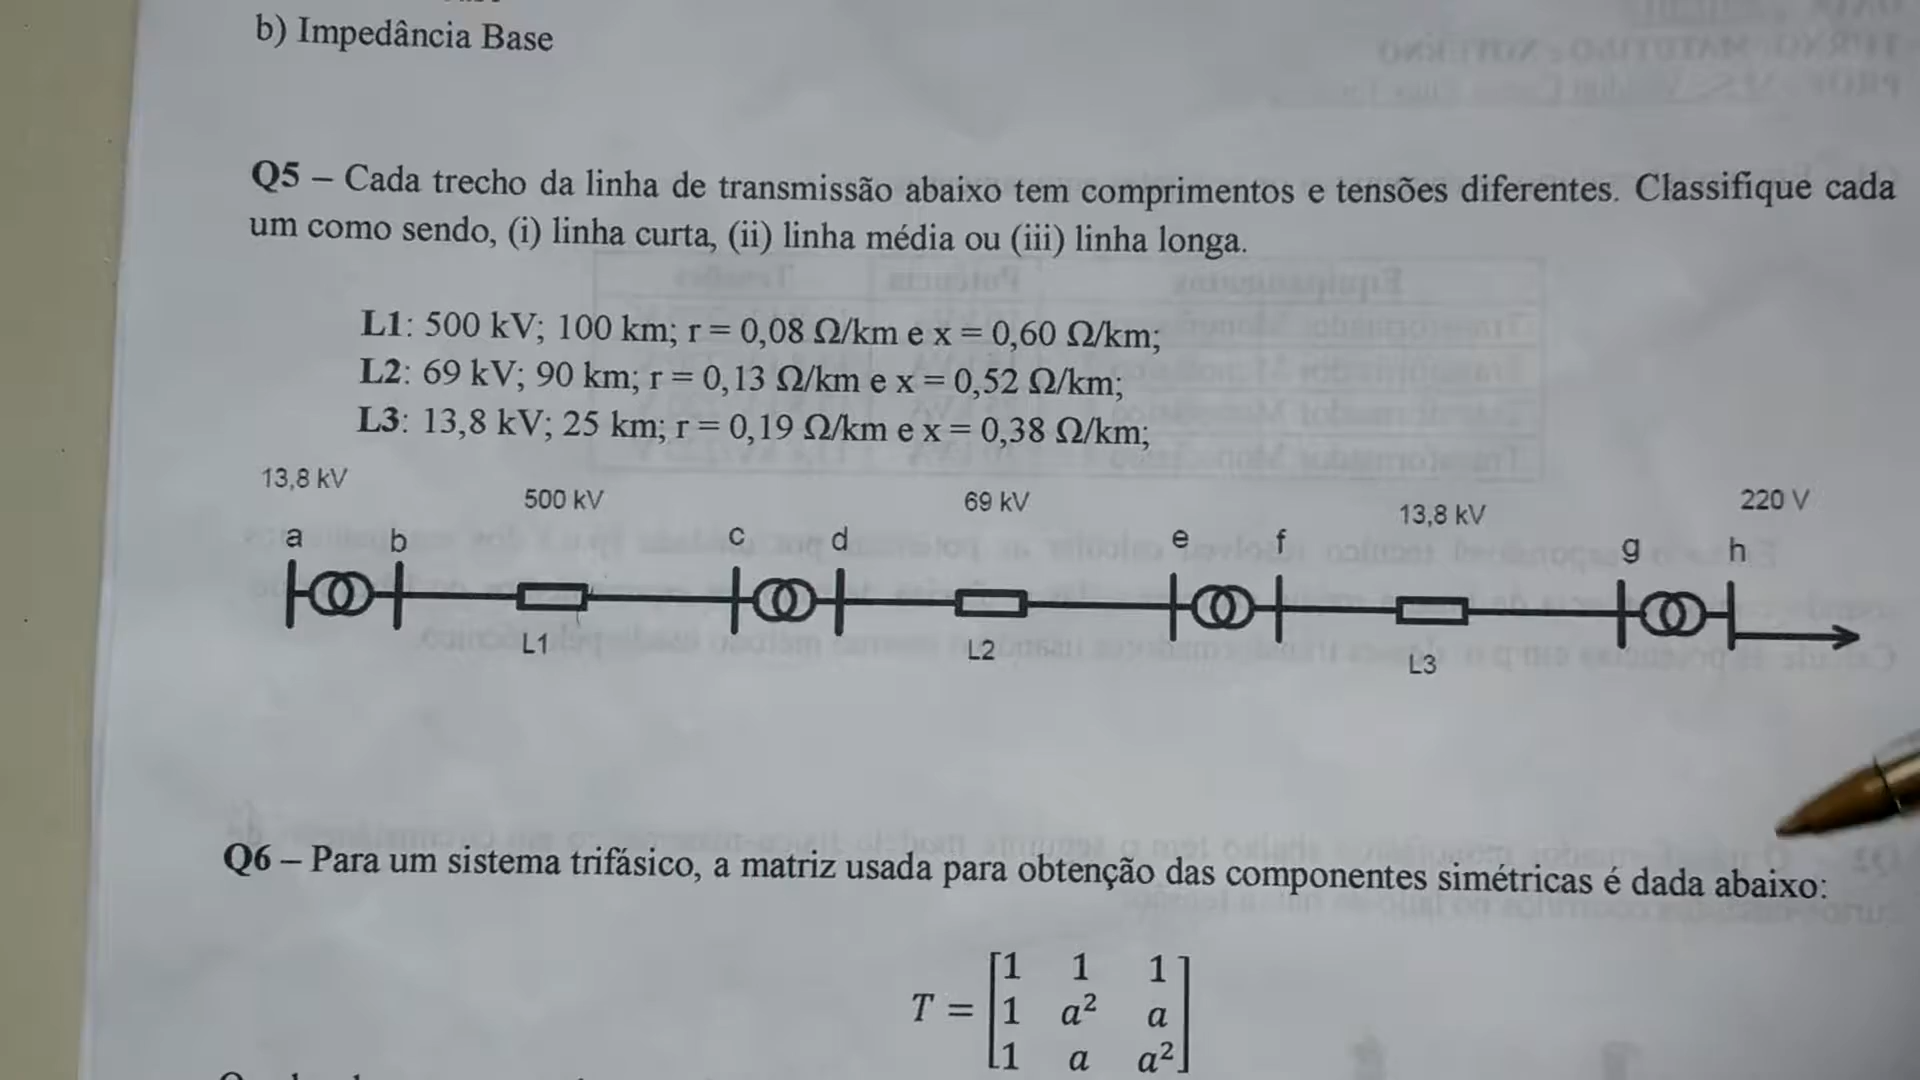 b) Impedância Base
Q5 – Cada trecho da linha de transmissão abaixo tem comprimentos e tensões diferentes. Classifique cada
um como sendo, (i) linha curta, (ii) linha média ou (iii) linha longa.
L1: 500 kV; 100 km; r = 0,08 Ω/km e x = 0,60 Ω/km;
L2: 69 kV; 90 km; r = 0,13 Ω/km e x = 0,52 Ω/km;
L3: 13,8 kV; 25 km; r = 0,19 Ω/km e x = 0,38 Ω/km;
13,8 kV 500 kV 69 kV 13,8 kV 220 V
a b c d e f g h
L1 L2 L3
Q6 – Para um sistema trifásico, a matriz usada para obtenção das componentes simétricas é dada abaixo:
1 1 1
T = 1 a² a
1 a a²